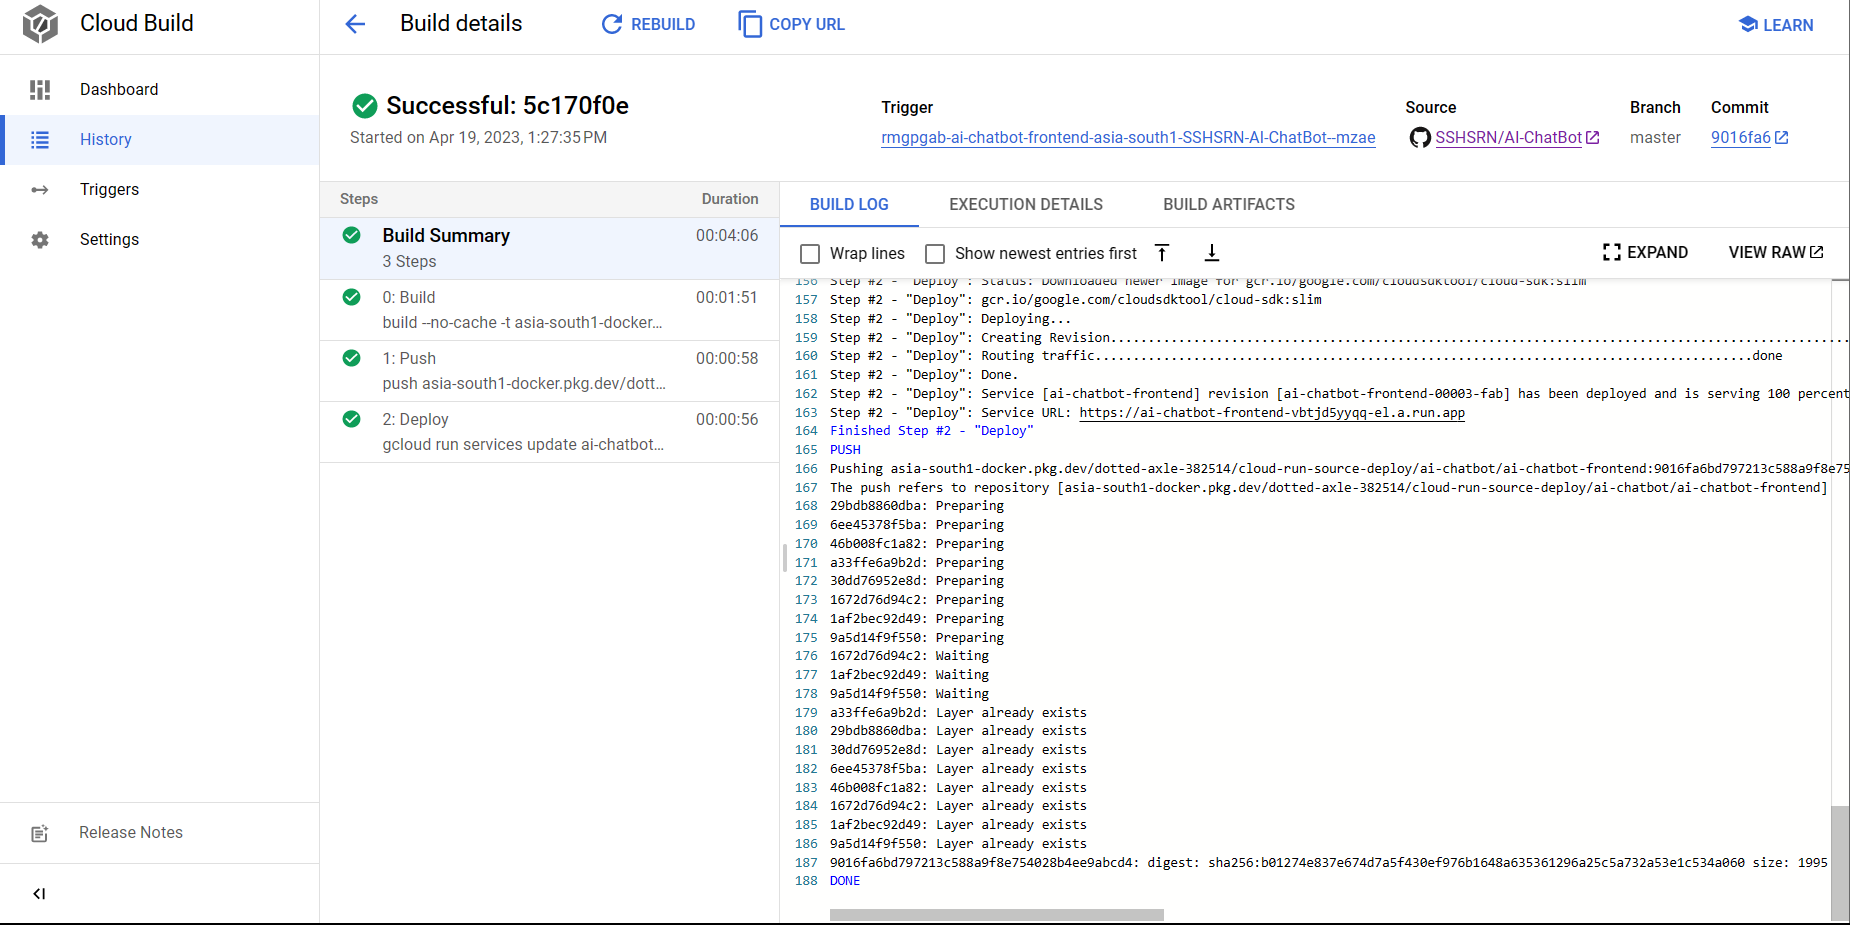 Cloud Build
Build details
REBUILD
COPY URL
LEARN
Dashboard
History
Triggers
Settings
Release Notes
Successful: 5c170f0e
Started on Apr 19, 2023, 1:27:35 PM
Trigger
rmgpgab-ai-chatbot-frontend-asia-south1-SSHSRN-AI-ChatBot--mzae
Source
SSHSRN/AI-ChatBot
Branch
master
Commit
9016fa6
Steps Duration
Build Summary 00:04:06
3 Steps
0: Build 00:01:51
build --no-cache -t asia-south1-docker...
1: Push 00:00:58
push asia-south1-docker.pkg.dev/dott...
2: Deploy 00:00:56
gcloud run services update ai-chatbot...
BUILD LOG EXECUTION DETAILS BUILD ARTIFACTS
Wrap lines Show newest entries first EXPAND VIEW RAW
156 Step #2 - "Deploy": Status: Downloaded newer image for gcr.io/google.com/cloudsdktool/cloud-sdk:slim
157 Step #2 - "Deploy": gcr.io/google.com/cloudsdktool/cloud-sdk:slim
158 Step #2 - "Deploy": Deploying...
159 Step #2 - "Deploy": Creating Revision..................................................................................................
160 Step #2 - "Deploy": Routing traffic.......................................................................................done
161 Step #2 - "Deploy": Done.
162 Step #2 - "Deploy": Service [ai-chatbot-frontend] revision [ai-chatbot-frontend-00003-fab] has been deployed and is serving 100 percent
163 Step #2 - "Deploy": Service URL: https://ai-chatbot-frontend-vbtjd5yyqq-el.a.run.app
164 Finished Step #2 - "Deploy"
165 PUSH
166 Pushing asia-south1-docker.pkg.dev/dotted-axle-382514/cloud-run-source-deploy/ai-chatbot/ai-chatbot-frontend:9016fa6bd797213c588a9f8e75
167 The push refers to repository [asia-south1-docker.pkg.dev/dotted-axle-382514/cloud-run-source-deploy/ai-chatbot/ai-chatbot-frontend]
168 29bdb8860dba: Preparing
169 6ee45378f5ba: Preparing
170 46b008fc1a82: Preparing
171 a33ffe6a9b2d: Preparing
172 30dd76952e8d: Preparing
173 1672d76d94c2: Preparing
174 1af2bec92d49: Preparing
175 9a5d14f9f550: Preparing
176 1672d76d94c2: Waiting
177 1af2bec92d49: Waiting
178 9a5d14f9f550: Waiting
179 a33ffe6a9b2d: Layer already exists
180 29bdb8860dba: Layer already exists
181 30dd76952e8d: Layer already exists
182 6ee45378f5ba: Layer already exists
183 46b008fc1a82: Layer already exists
184 1672d76d94c2: Layer already exists
185 1af2bec92d49: Layer already exists
186 9a5d14f9f550: Layer already exists
187 9016fa6bd797213c588a9f8e754028b4ee9abcd4: digest: sha256:b01274e837e674d7a5f430ef976b1648a635361296a25c5a732a53e1c534a060 size: 1995
188 DONE